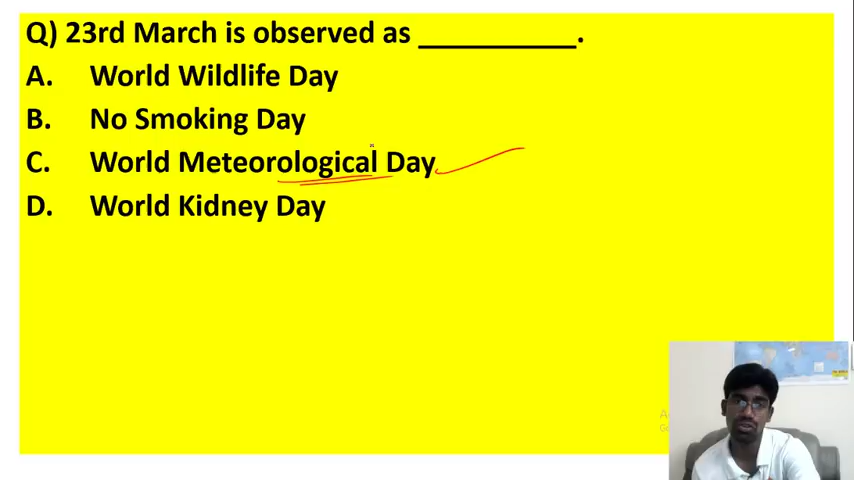 Q) 23rd March is observed as __________.
A. World Wildlife Day
B. No Smoking Day
C. World Meteorological Day
D. World Kidney Day